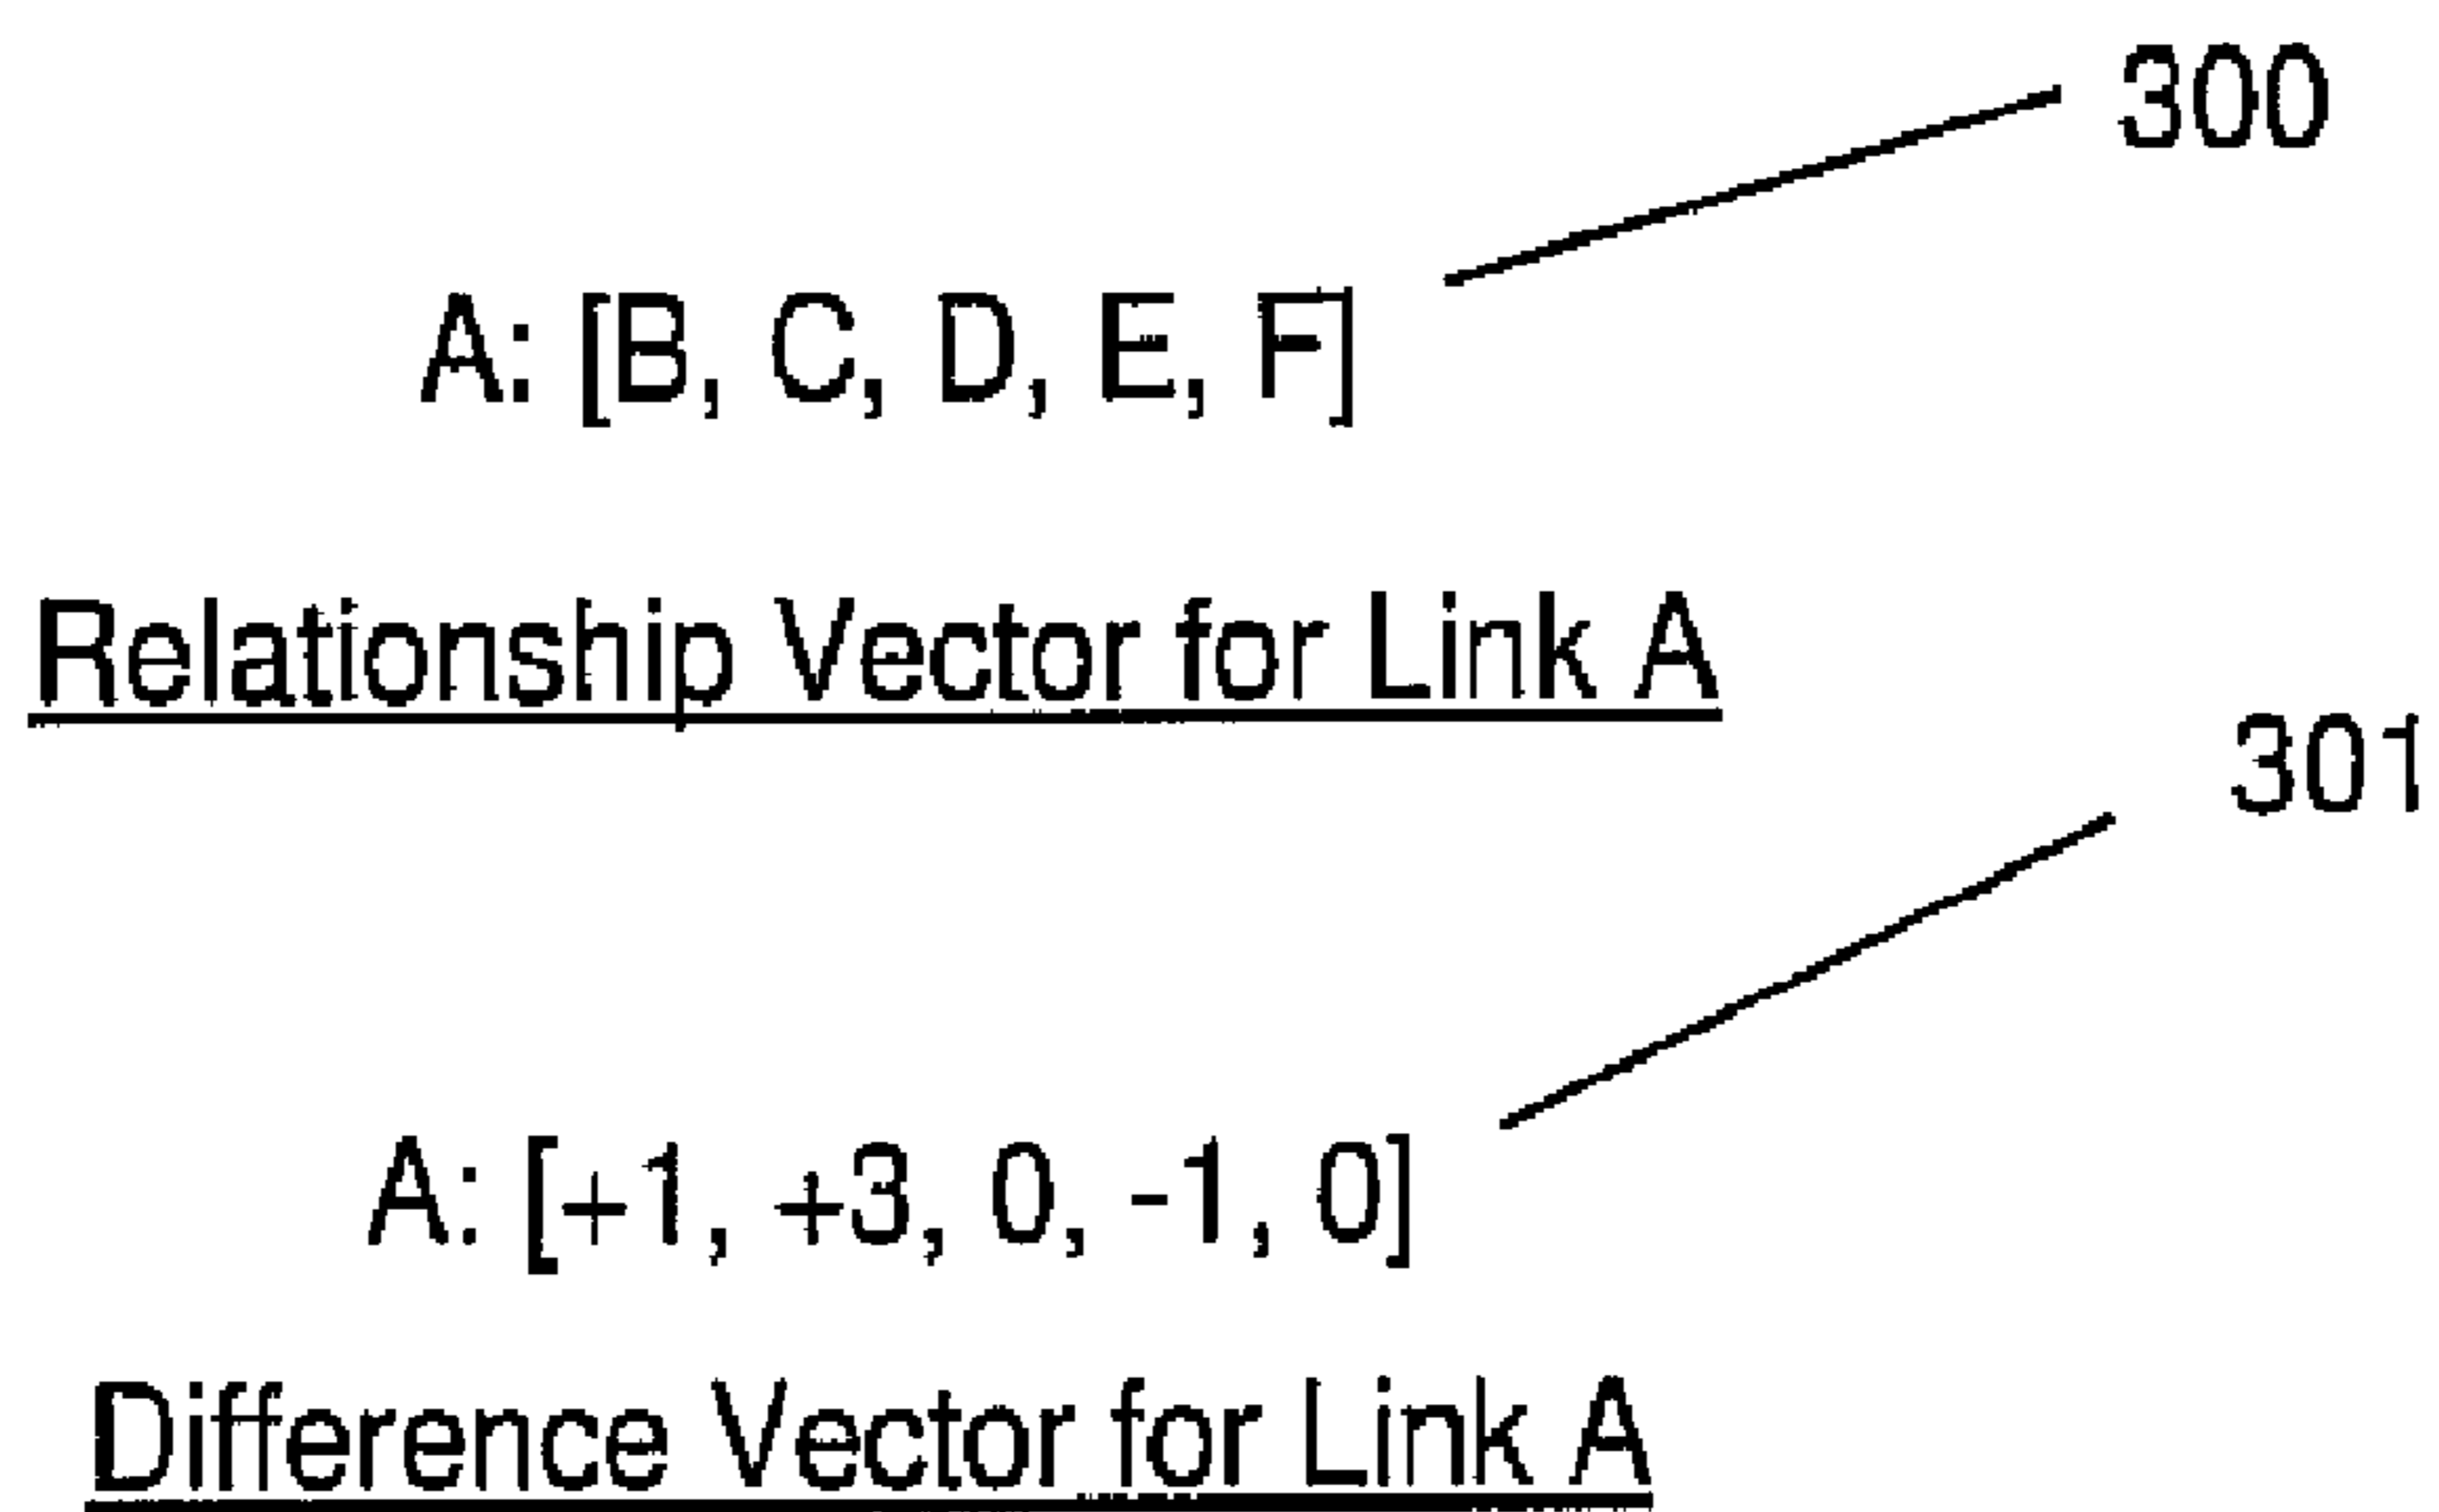 300
A: [B, C, D, E, F]
Relationship Vector for Link A
301
A: [+1, +3, 0, -1, 0]
Difference Vector for Link A